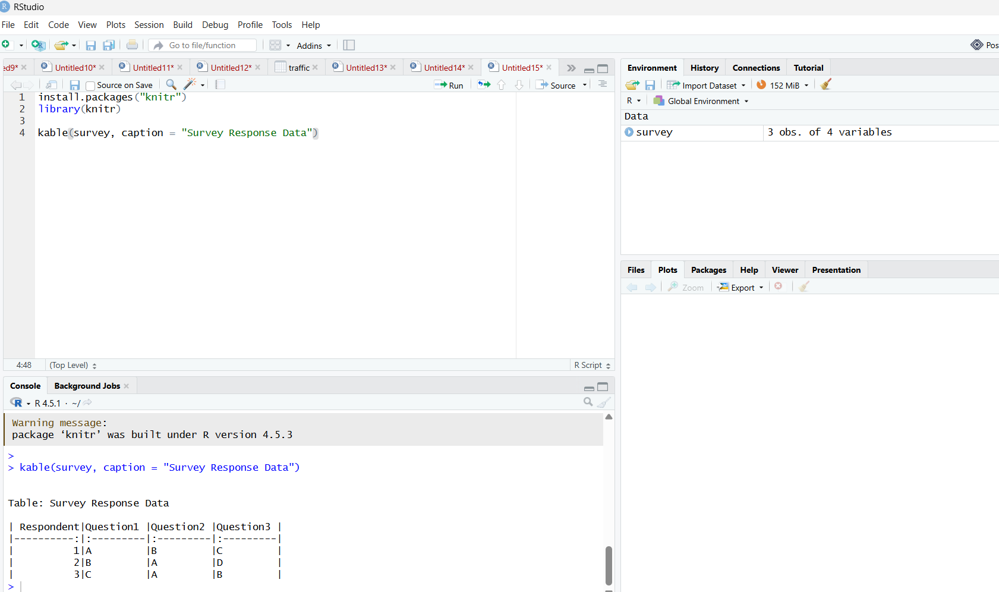 RStudio
File Edit Code View Plots Session Build Debug Profile Tools Help
Go to file/function Addins
ed9* Untitled10* Untitled11* Untitled12* traffic Untitled13* Untitled14* Untitled15*
Source on Save Run Source
1 install.packages("knitr")
2 library(knitr)
3
4 kable(survey, caption = "Survey Response Data")
4:48 (Top Level) R Script
Console Background Jobs
R 4.5.1 · ~/
Warning message:
package ‘knitr’ was built under R version 4.5.3
>
> kable(survey, caption = "Survey Response Data")
Table: Survey Response Data
| Respondent|Question1 |Question2 |Question3 |
|----------:|:---------|:---------|:---------|
| 1|A |B |C |
| 2|B |A |D |
| 3|C |A |B |
>
Pos
Environment History Connections Tutorial
Import Dataset 152 MiB
R Global Environment
Data
survey 3 obs. of 4 variables
Files Plots Packages Help Viewer Presentation
Zoom Export